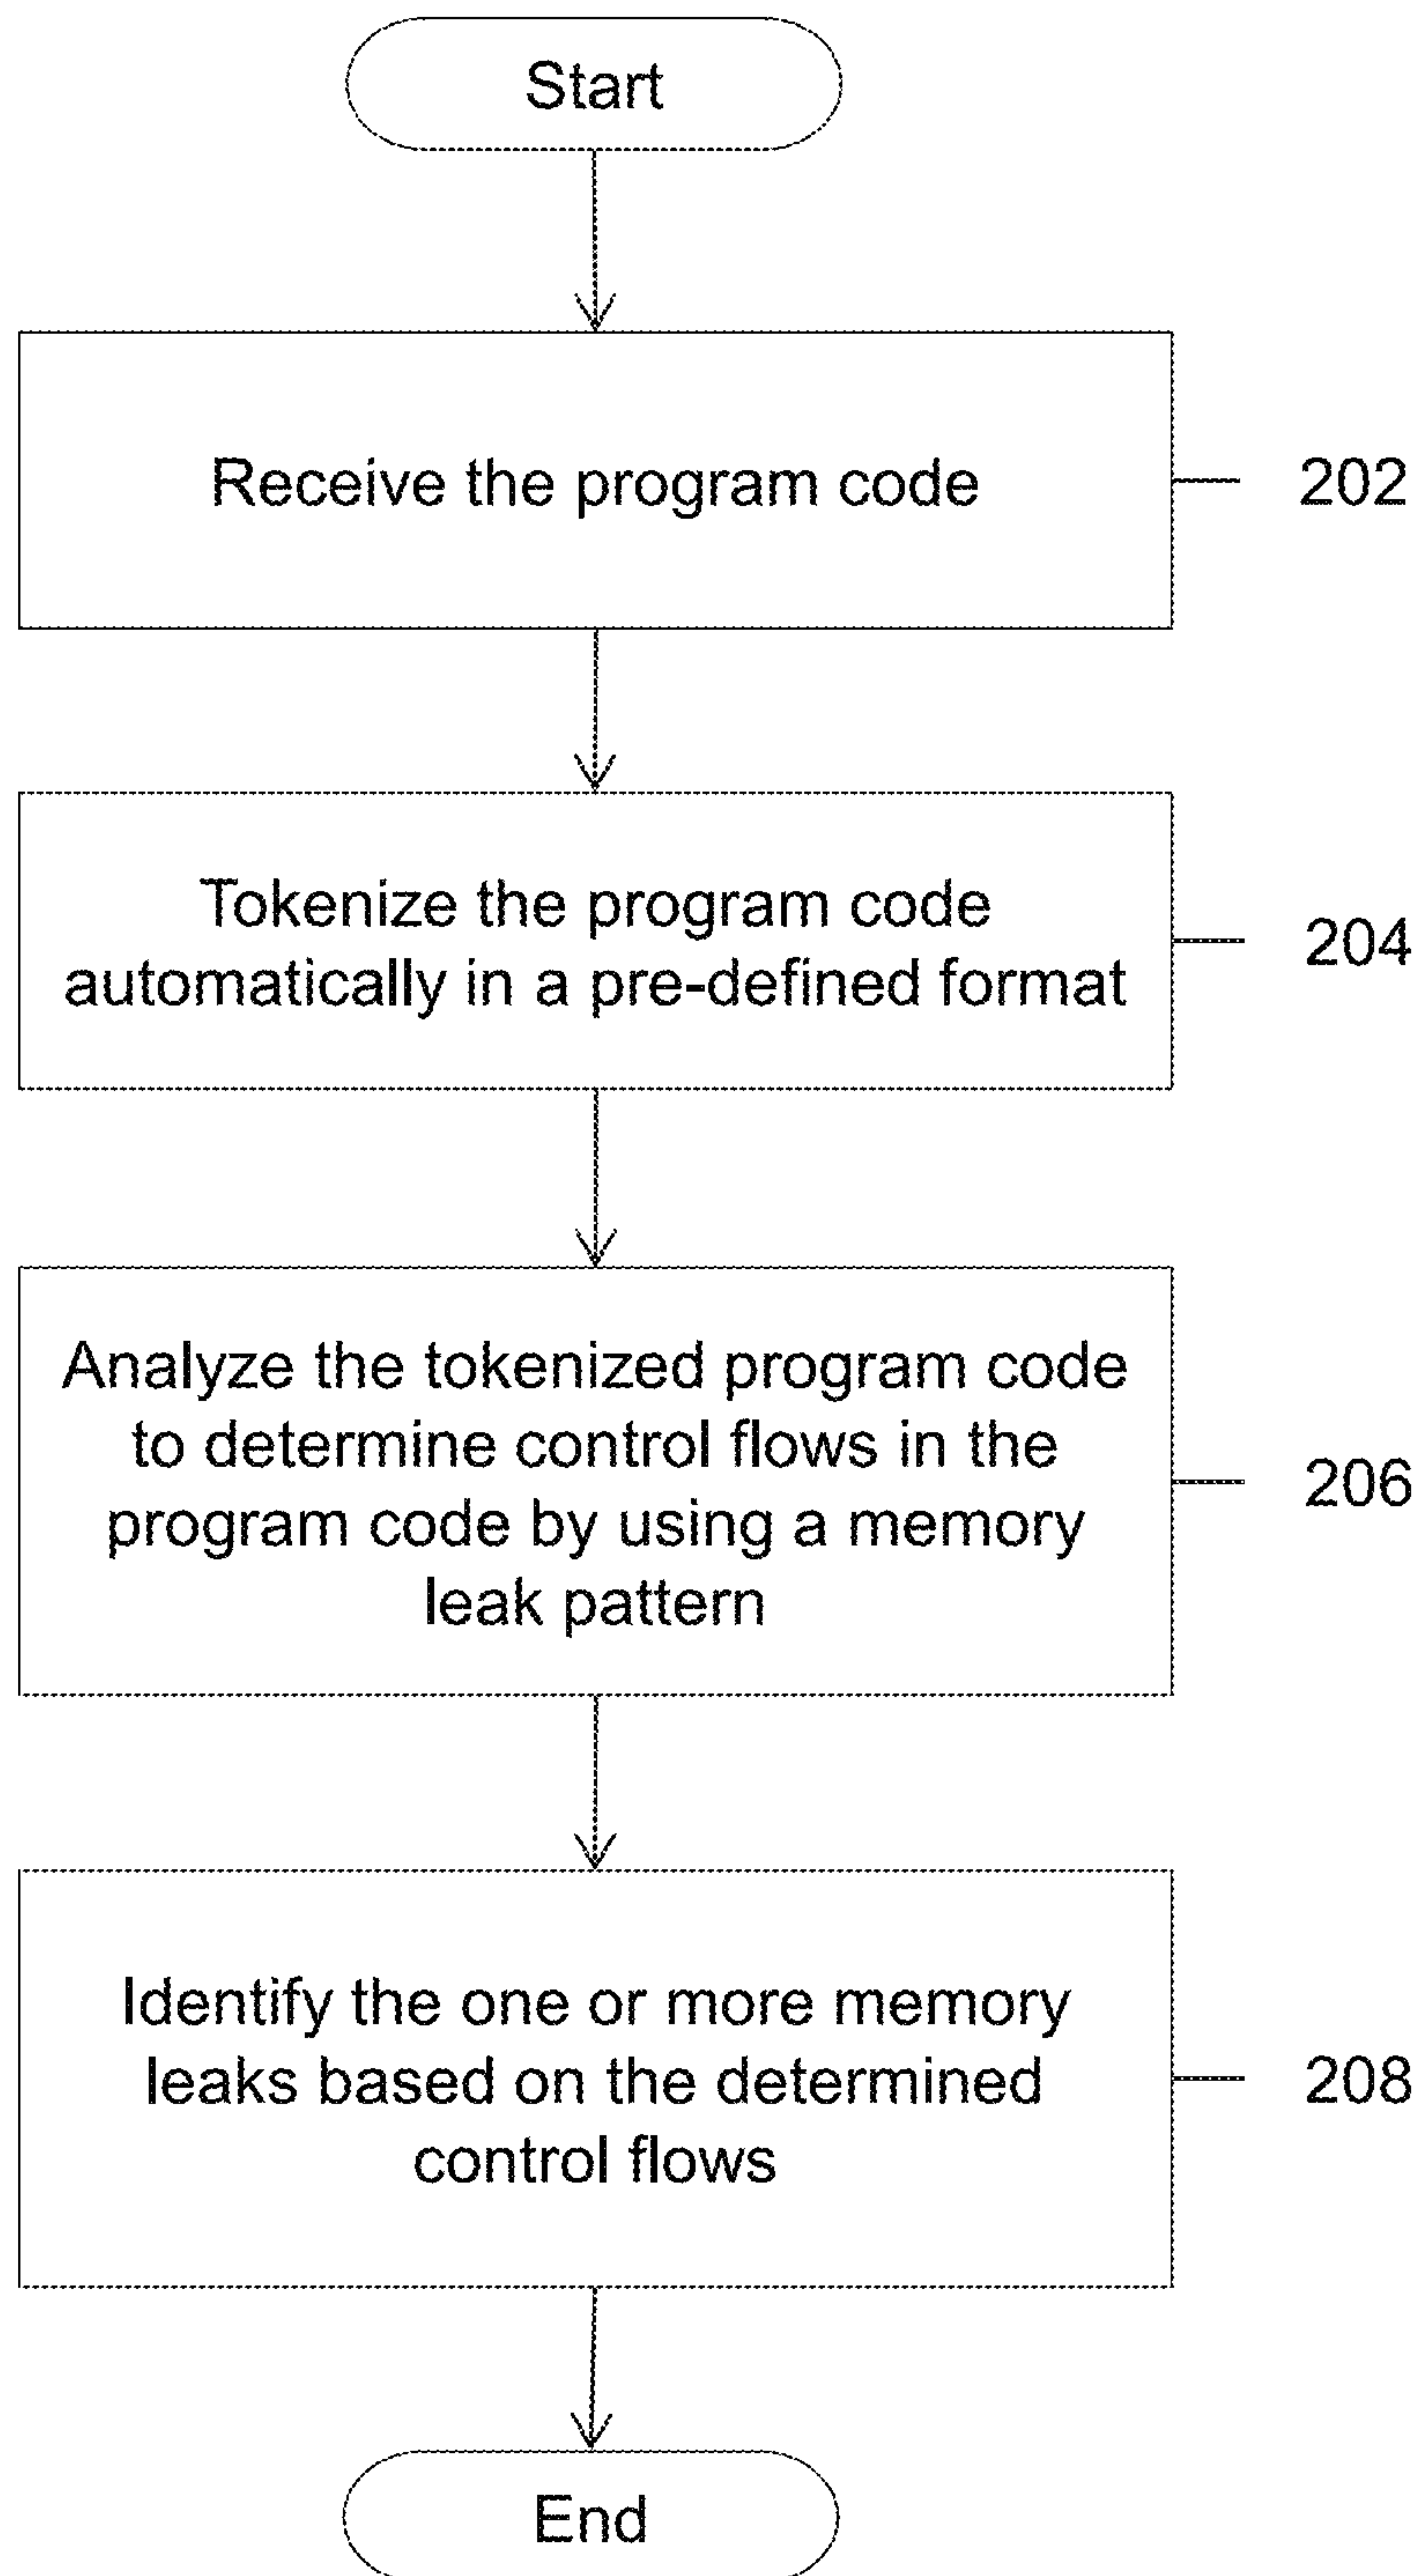 Start
Receive the program code
202
Tokenize the program code
automatically in a pre-defined format
204
Analyze the tokenized program code
to determine control flows in the
program code by using a memory
leak pattern
206
Identify the one or more memory
leaks based on the determined
control flows
208
End